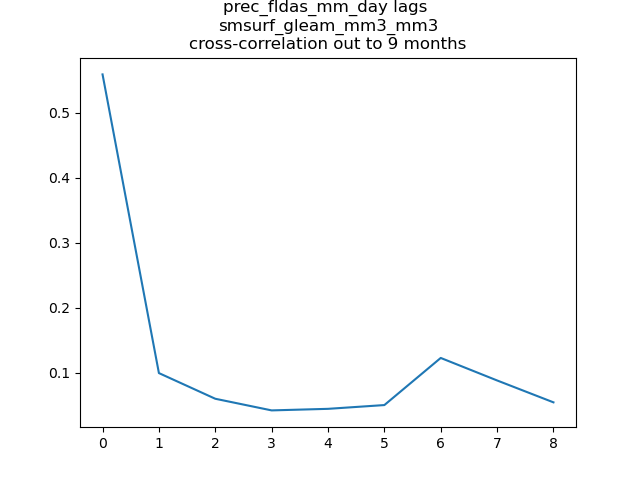 prec_fldas_mm_day lags
smsurf_gleam_mm3_mm3
cross-correlation out to 9 months
0.5
0.4
0.3
0.2
0.1
0 1 2 3 4 5 6 7 8